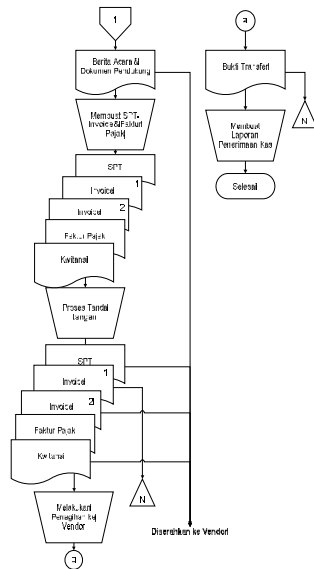 1
Berita Acara &
Dokumen Pendukung
Membuat SPT,
Invoice&Faktur
Pajak
SPT
1
Invoice
2
Invoice
Faktur Pajak
Kwitansi
Proses Tanda
tangan
SPT
1
Invoice
2
Invoice
Faktur Pajak
Kwitansi
N
Melakukan
Penagihan ke
Vendor
a
Diserahkan ke Vendor
a
Bukti Transfer
N
Membuat
Laporan
Penerimaan Kas
Selesai